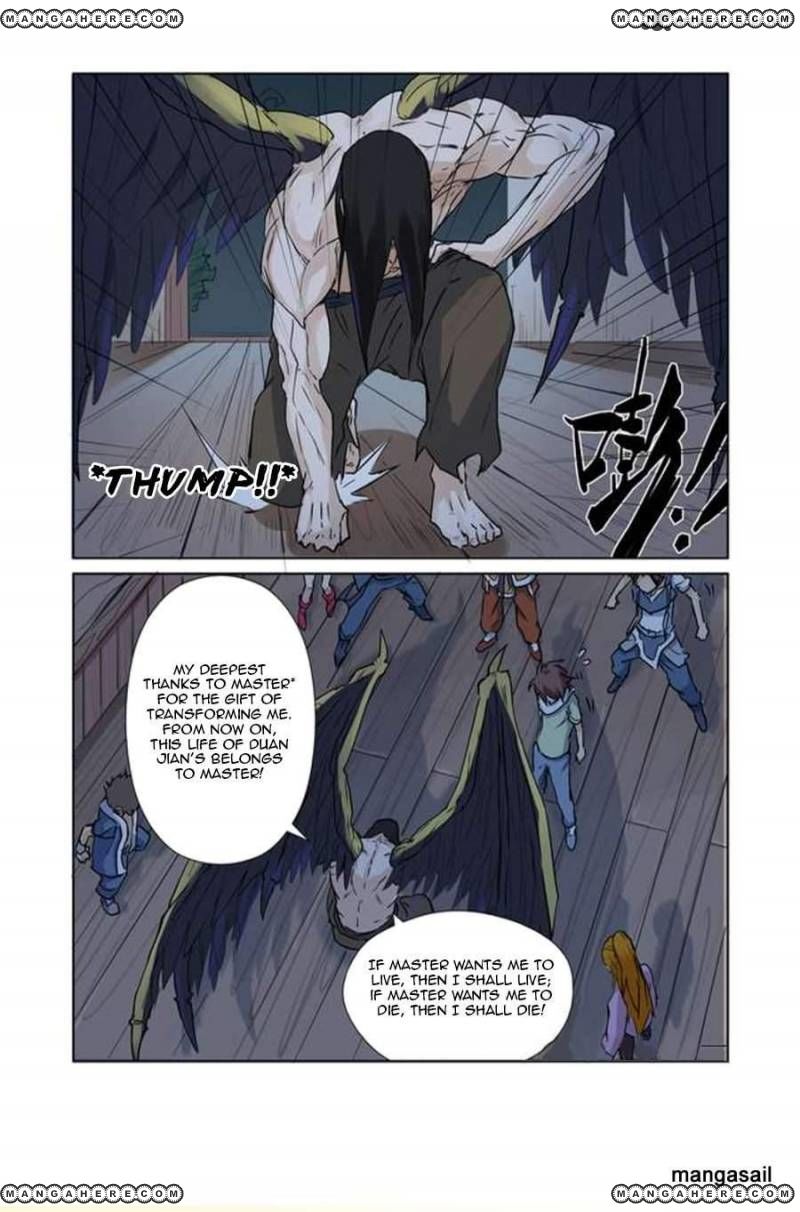 MANGAHERE.COM
MANGAHERE.COM
*THUMP!!*
嘭!!
MY DEEPEST
THANKS TO MASTER"
FOR THE GIFT OF
TRANSFORMING ME.
FROM NOW ON,
THIS LIFE OF DUAN
JIAN'S BELONGS
TO MASTER!
IF MASTER WANTS ME TO
LIVE, THEN I SHALL LIVE;
IF MASTER WANTS ME TO
DIE, THEN I SHALL DIE!
mangasail
MANGAHERE.COM
MANGAHERE.COM